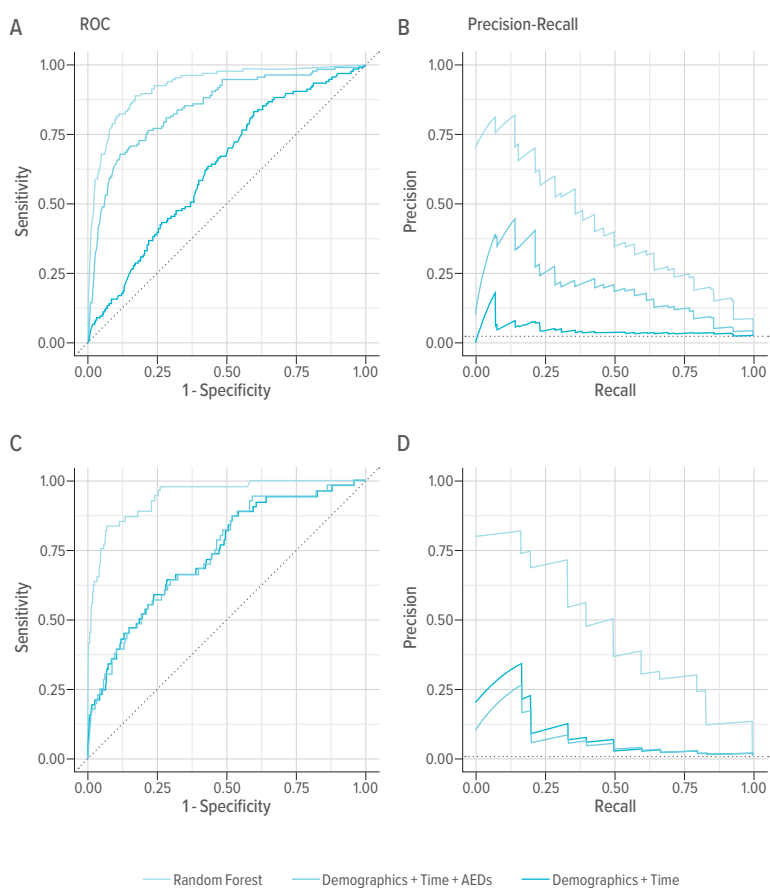 A ROC
B Precision-Recall
1.00
0.75
0.50
0.25
0.00
Sensitivity
0.00 0.25 0.50 0.75 1.00
1 - Specificity
1.00
0.75
0.50
0.25
0.00
Precision
0.00 0.25 0.50 0.75 1.00
Recall
C
D
1.00
0.75
0.50
0.25
0.00
Sensitivity
0.00 0.25 0.50 0.75 1.00
1 - Specificity
1.00
0.75
0.50
0.25
0.00
Precision
0.00 0.25 0.50 0.75 1.00
Recall
Random Forest Demographics + Time + AEDs Demographics + Time